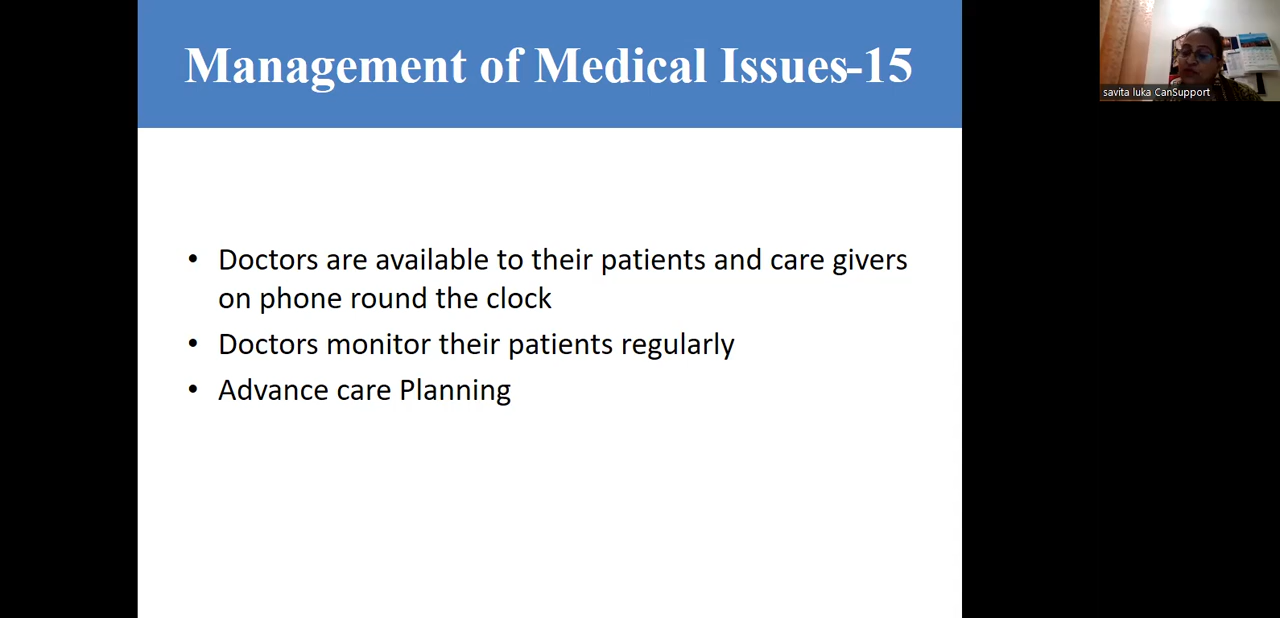 Management of Medical Issues-15
savita luka CanSupport
• Doctors are available to their patients and care givers
on phone round the clock
• Doctors monitor their patients regularly
• Advance care Planning